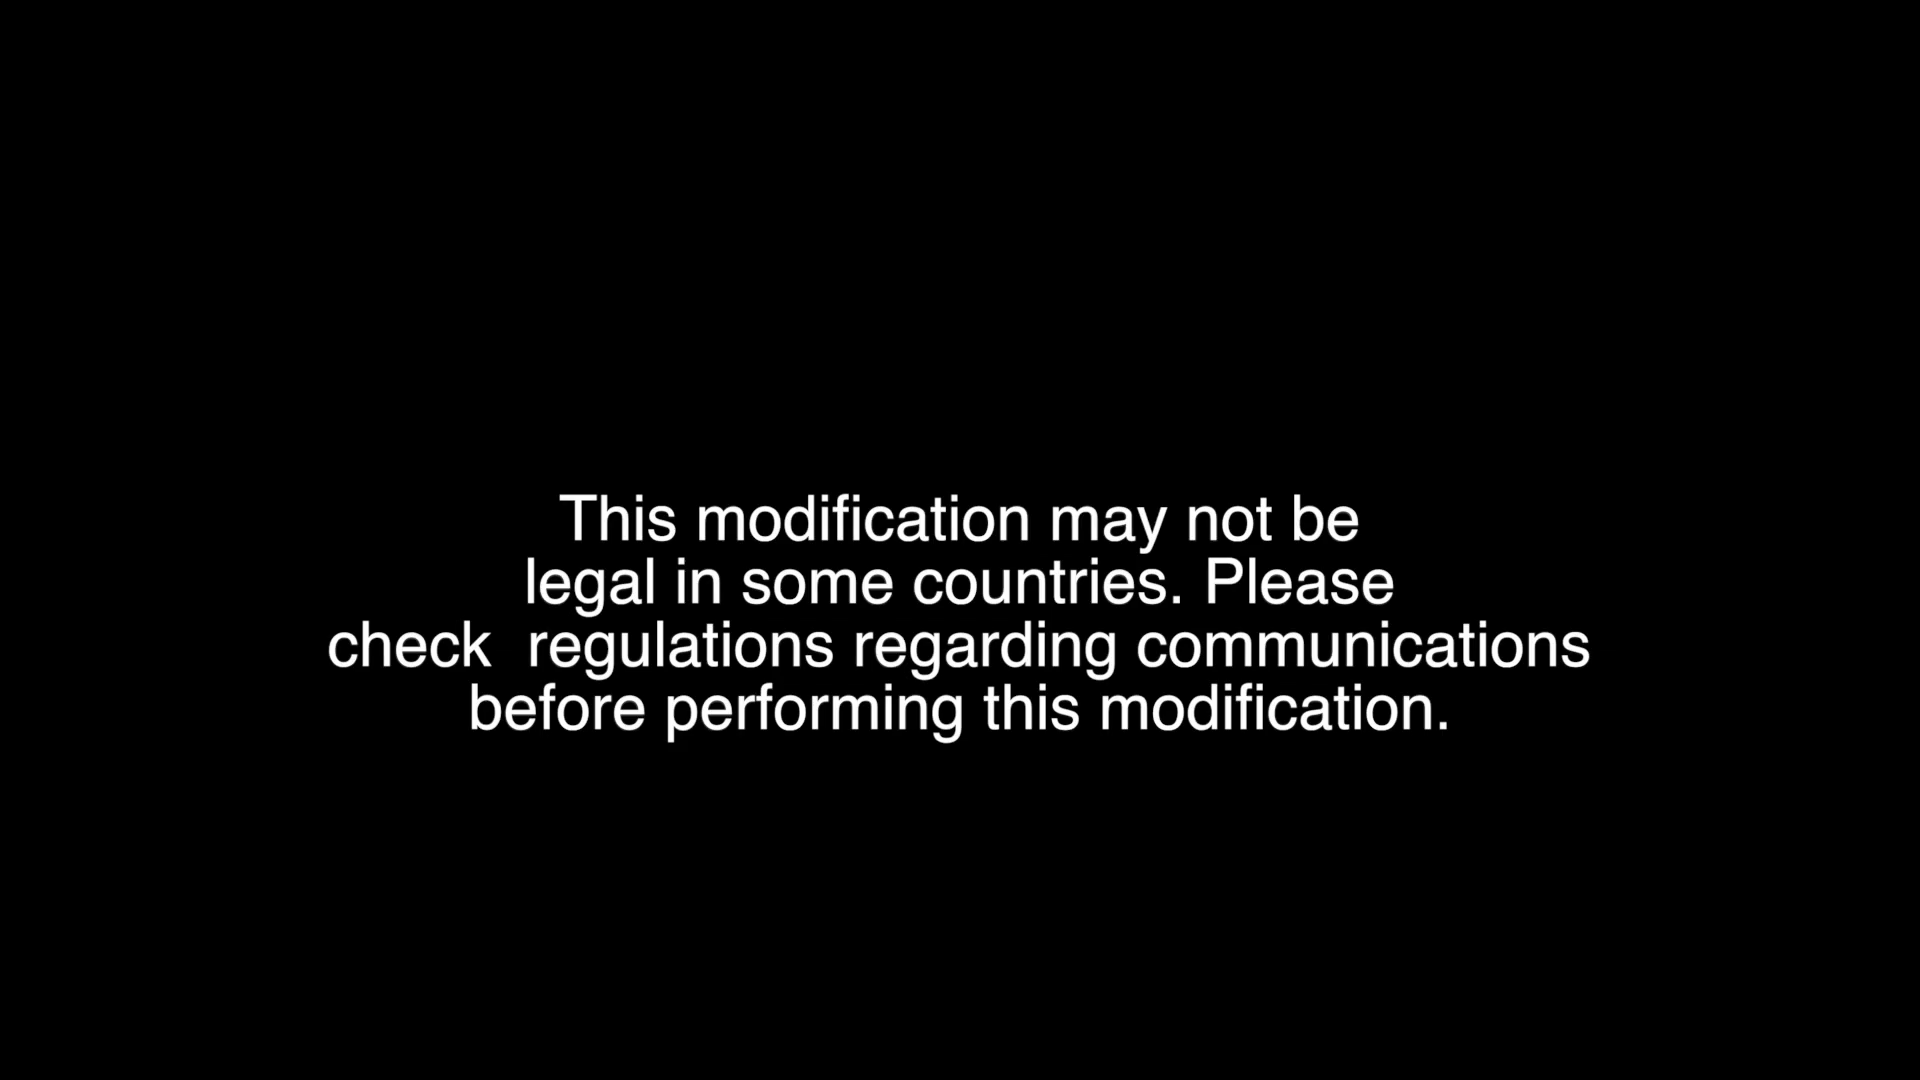 This modification may not be
legal in some countries. Please
check  regulations regarding communications
before performing this modification.